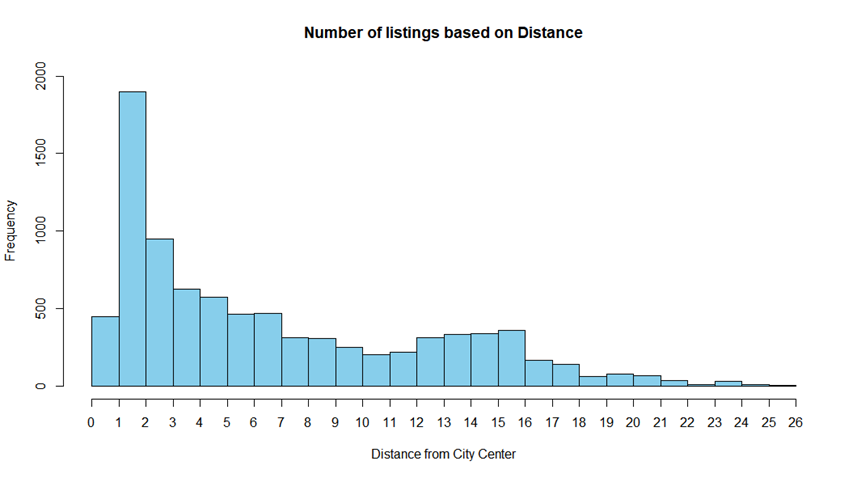 Number of listings based on Distance
2000
1500
1000
500
0
Frequency
0 1 2 3 4 5 6 7 8 9 10 11 12 13 14 15 16 17 18 19 20 21 22 23 24 25 26
Distance from City Center